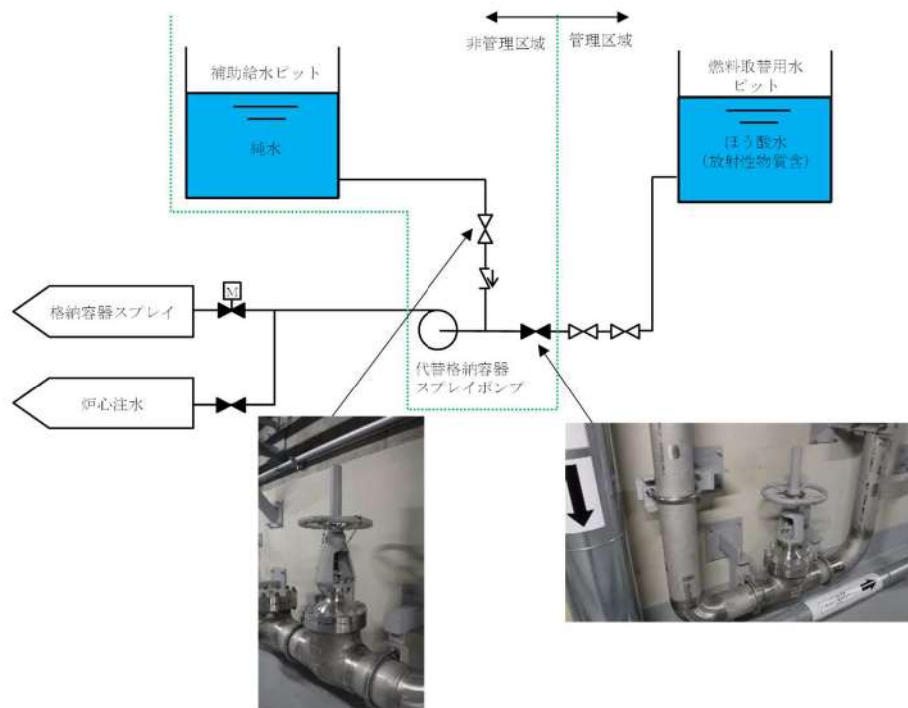 非管理区域
管理区域
補助給水ピット
純水
燃料取替用水
ピット
ほう酸水
（放射性物質含）
M
格納容器スプレイ
代替格納容器
スプレイポンプ
炉心注水